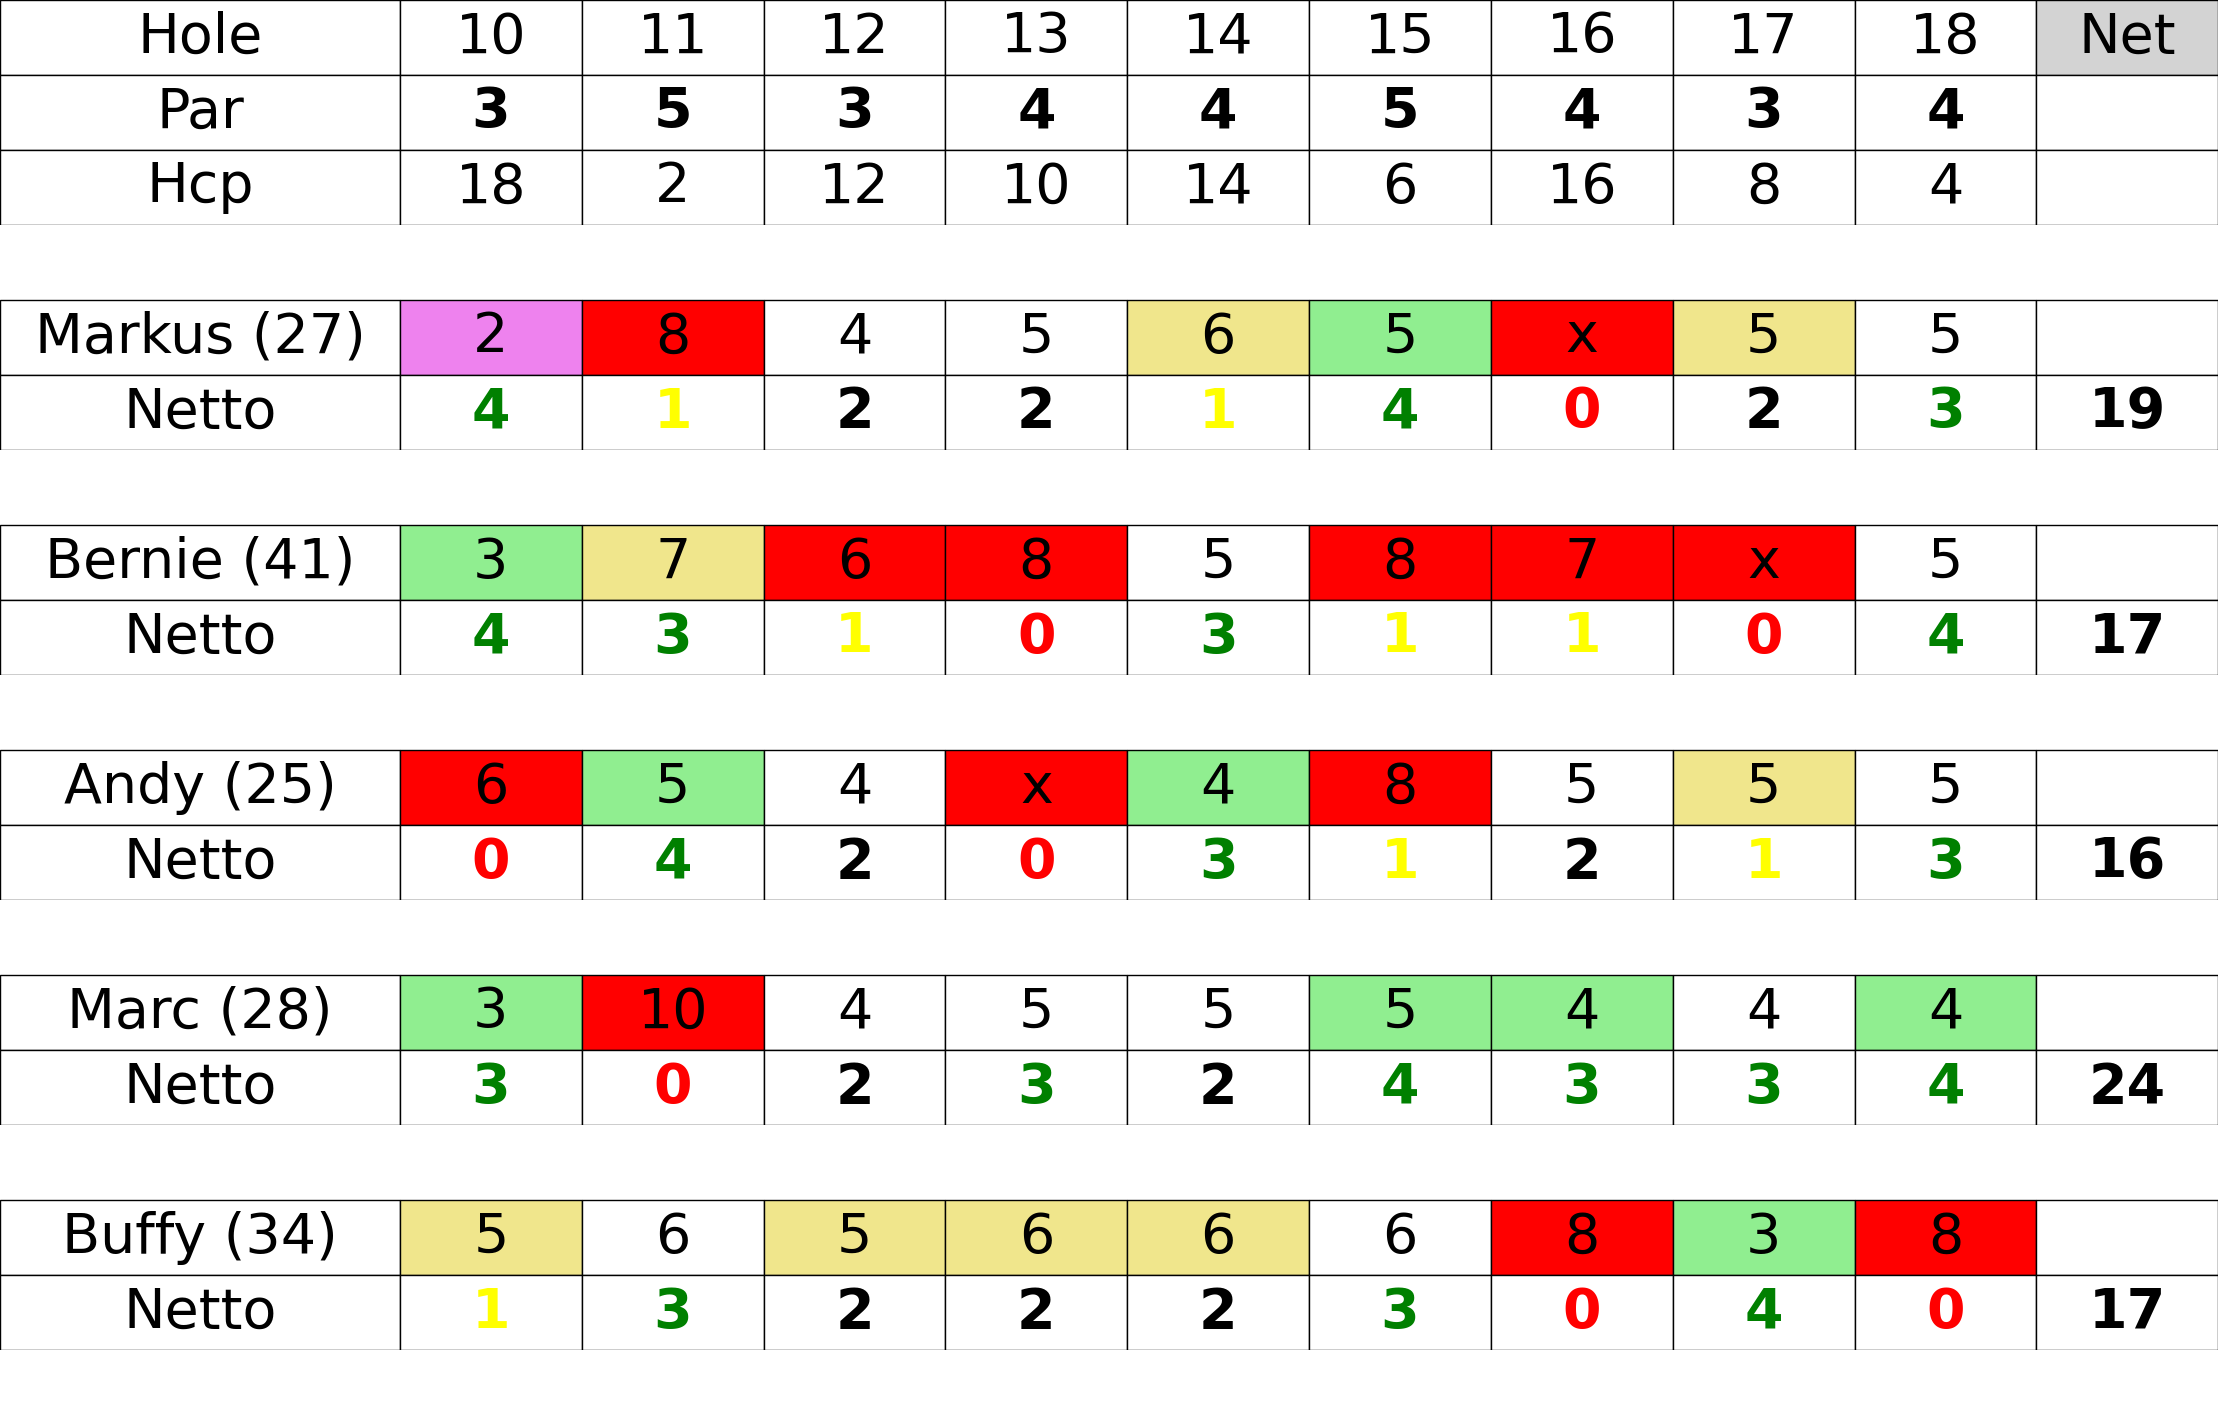 Hole 10 11 12 13 14 15 16 17 18 Net
Par 3 5 3 4 4 5 4 3 4
Hcp 18 2 12 10 14 6 16 8 4
Markus (27) 2 8 4 5 6 5 x 5 5
Netto 4 1 2 2 1 4 0 2 3 19
Bernie (41) 3 7 6 8 5 8 7 x 5
Netto 4 3 1 0 3 1 1 0 4 17
Andy (25) 6 5 4 x 4 8 5 5 5
Netto 0 4 2 0 3 1 2 1 3 16
Marc (28) 3 10 4 5 5 5 4 4 4
Netto 3 0 2 3 2 4 3 3 4 24
Buffy (34) 5 6 5 6 6 6 8 3 8
Netto 1 3 2 2 2 3 0 4 0 17